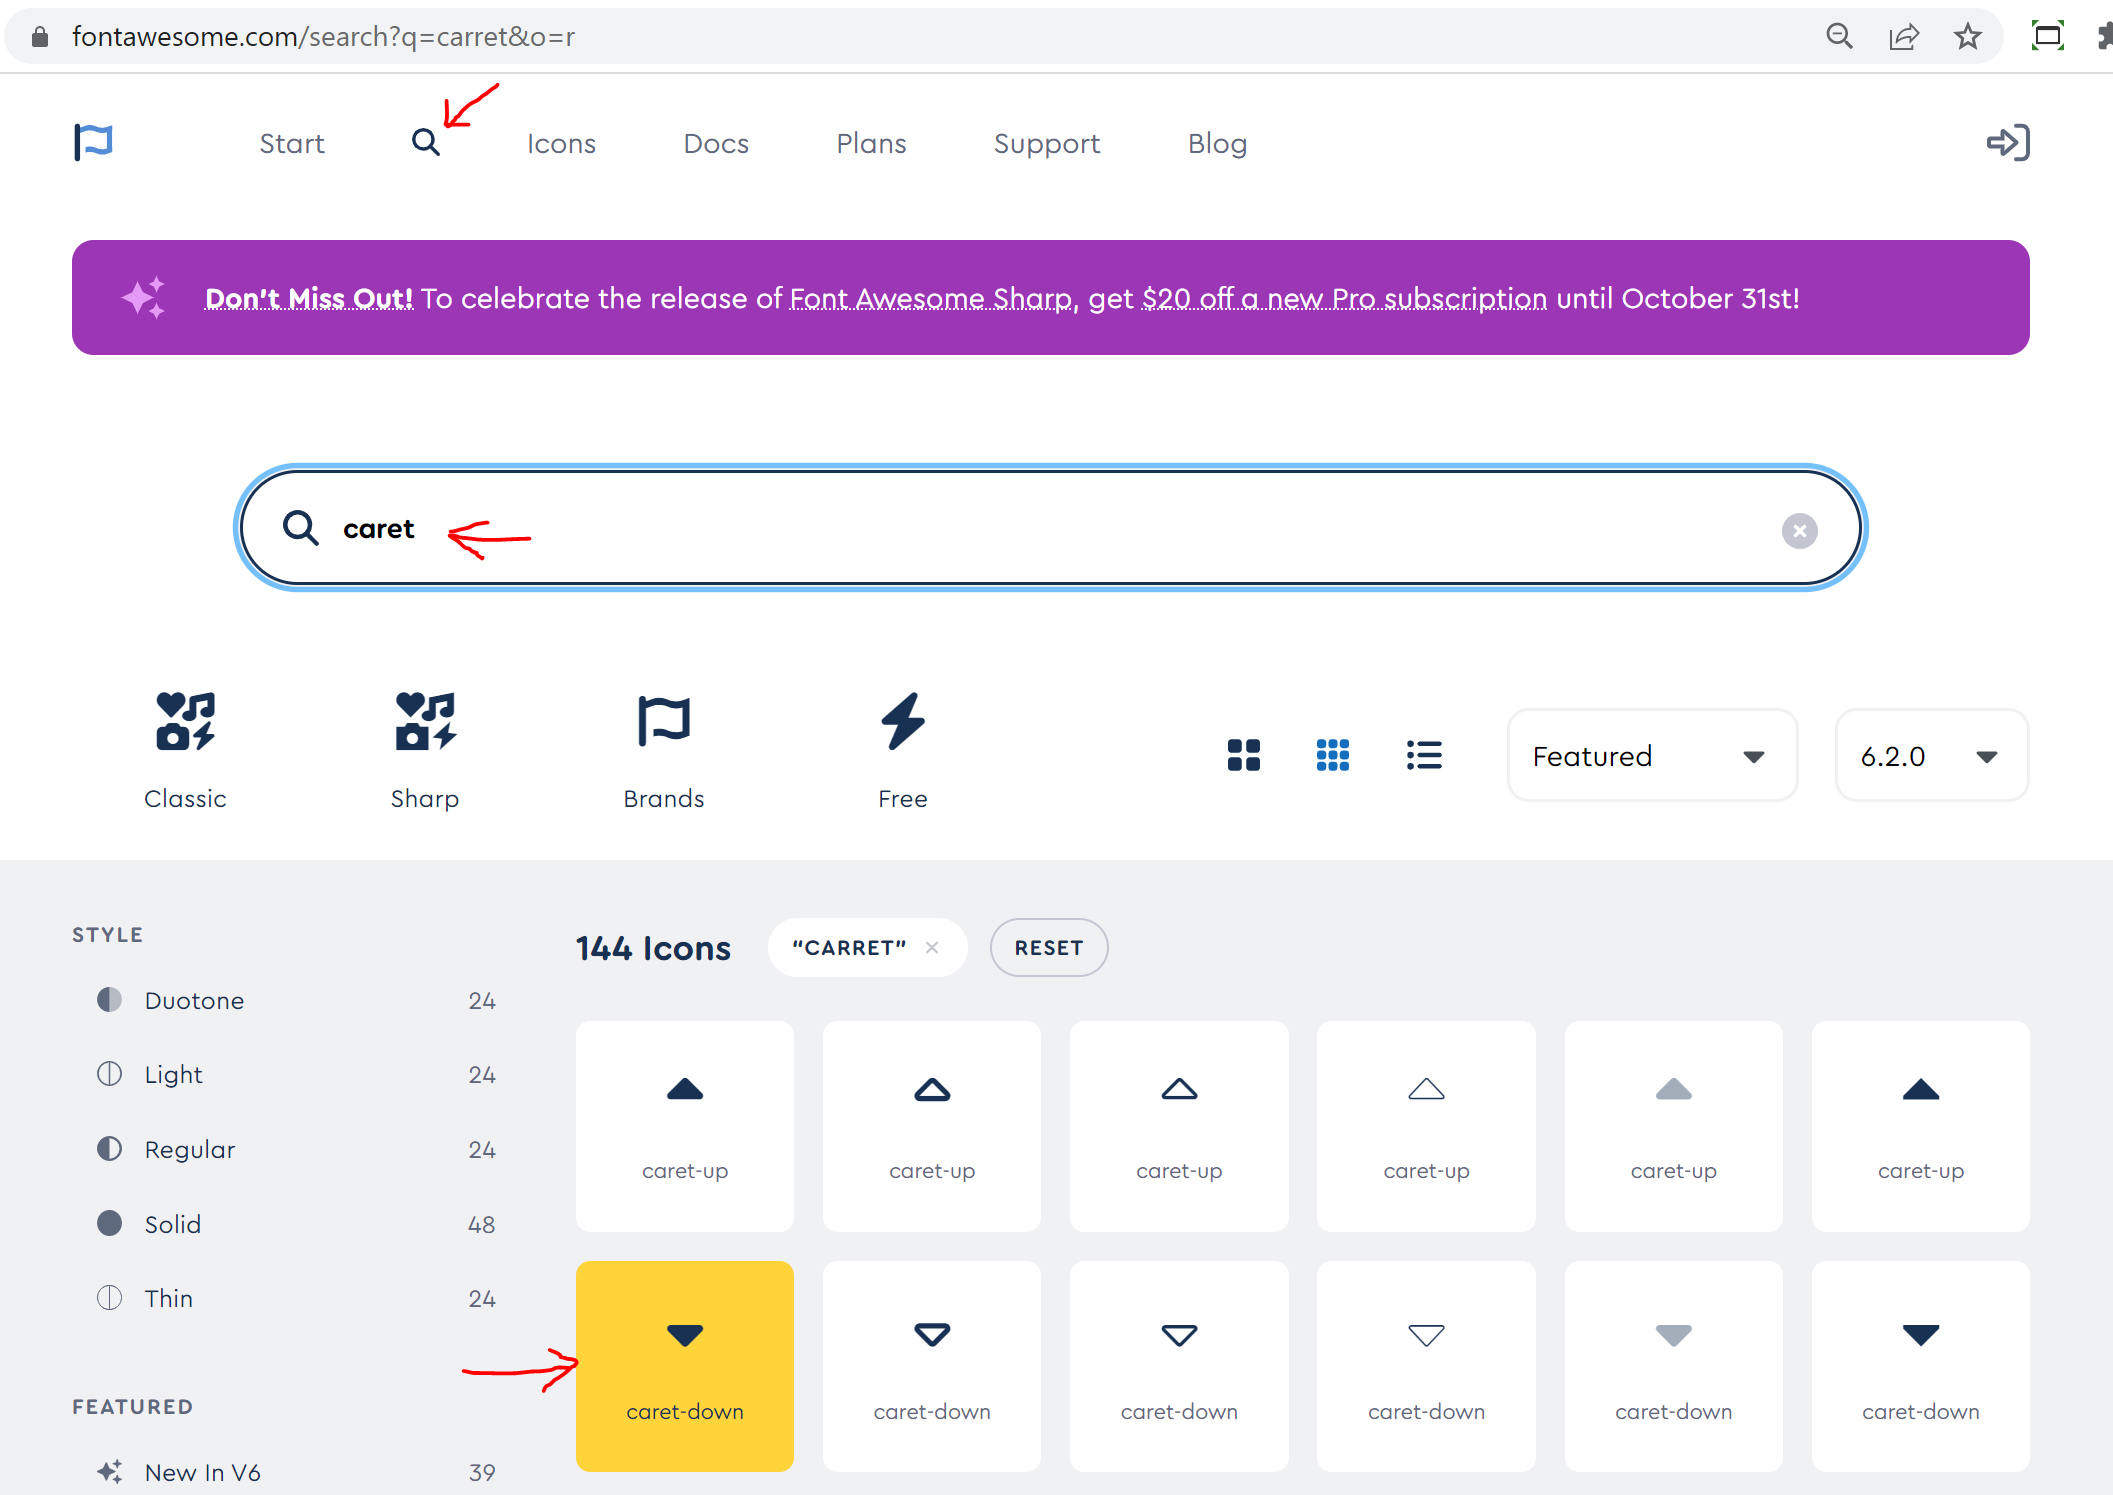 fontawesome.com/search?q=carret&o=r
Start Icons Docs Plans Support Blog
Don't Miss Out! To celebrate the release of Font Awesome Sharp, get $20 off a new Pro subscription until October 31st!
caret
Classic Sharp Brands Free Featured 6.2.0
STYLE
Duotone 24
Light 24
Regular 24
Solid 48
Thin 24
FEATURED
New In V6 39
144 Icons "CARRET" × RESET
caret-up caret-up caret-up caret-up caret-up caret-up
caret-down caret-down caret-down caret-down caret-down caret-down